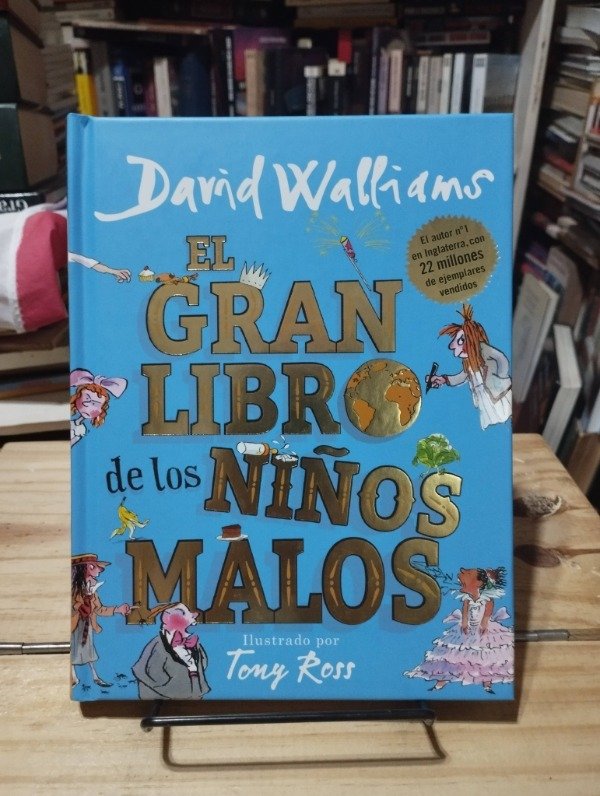 David Walliams
El autor nº1
en Inglaterra, con
22 millones
de ejemplares
vendidos
EL
GRAN
LIBRO
de los NIÑOS
MALOS
Ilustrado por
Tony Ross